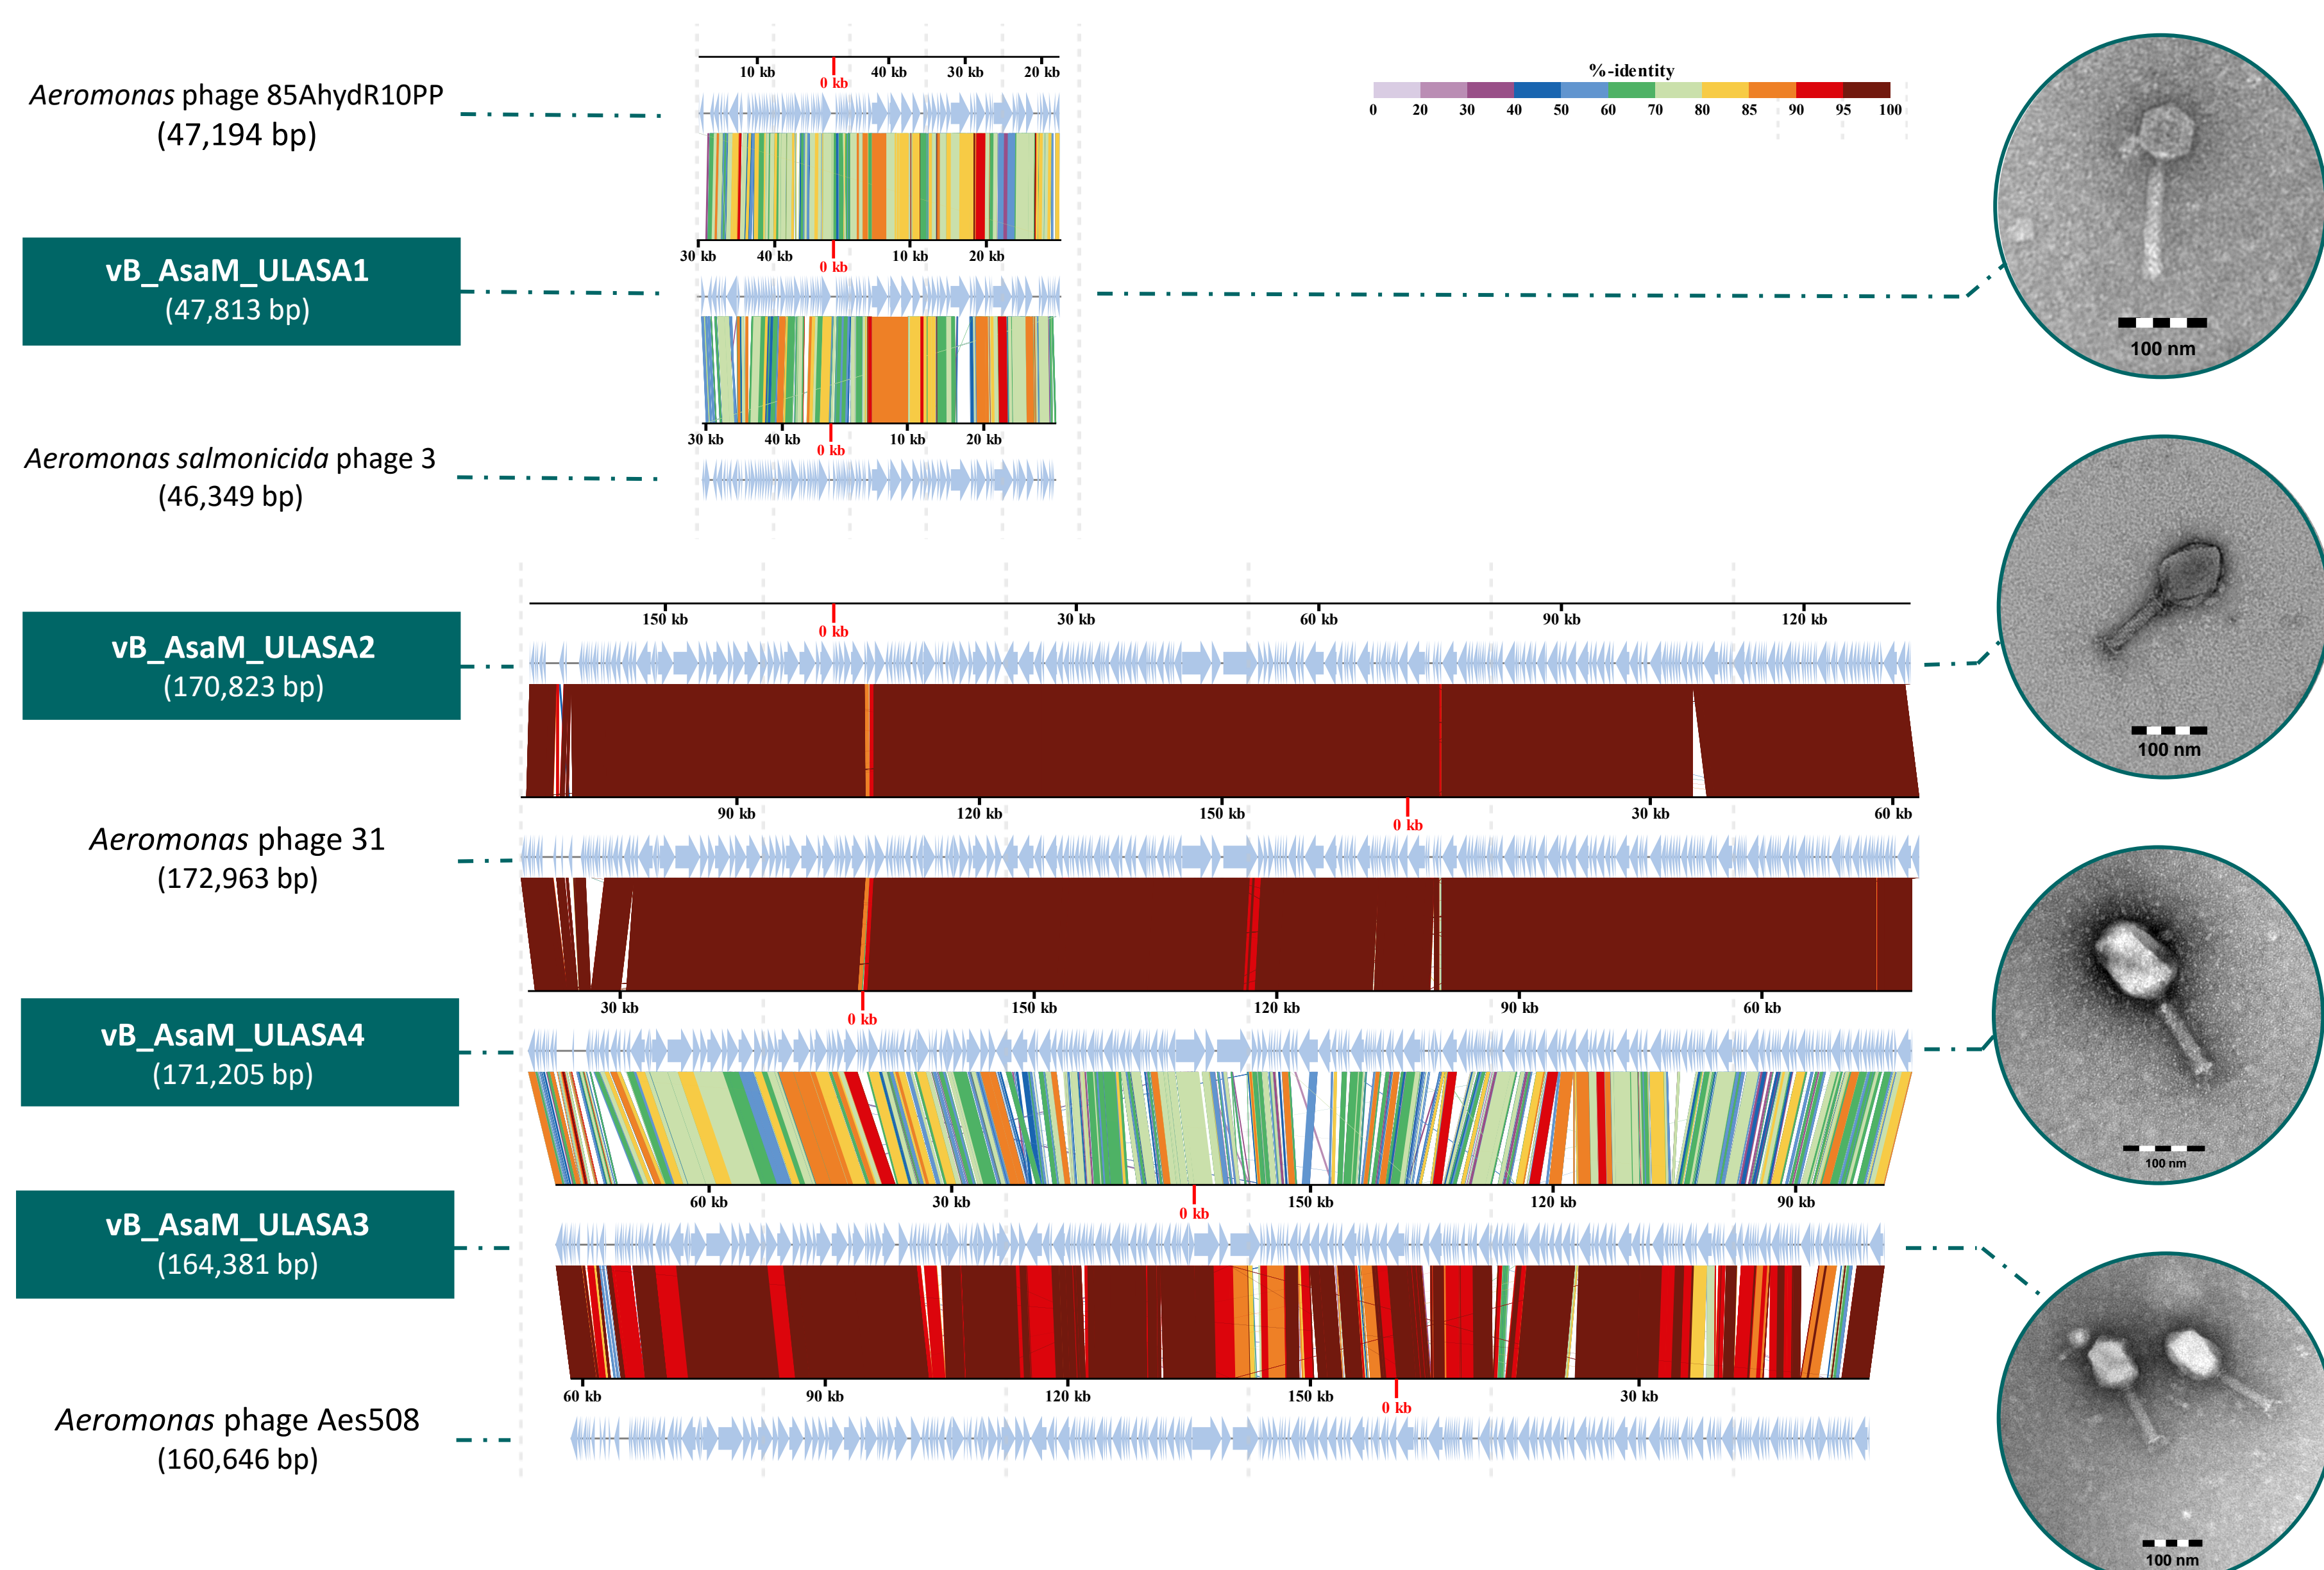 %-identity
0 20 30 40 50 60 70 80 85 90 95 100
10 kb 0 kb 40 kb 30 kb 20 kb
Aeromonas phage 85AhydR10PP
(47,194 bp)
30 kb 40 kb 0 kb 10 kb 20 kb
vB_AsaM_ULASA1
(47,813 bp)
100 nm
30 kb 40 kb 0 kb 10 kb 20 kb
Aeromonas salmonicida phage 3
(46,349 bp)
150 kb 0 kb 30 kb 60 kb 90 kb 120 kb
vB_AsaM_ULASA2
(170,823 bp)
100 nm
90 kb 120 kb 150 kb 0 kb 30 kb 60 kb
Aeromonas phage 31
(172,963 bp)
30 kb 0 kb 150 kb 120 kb 90 kb 60 kb
vB_AsaM_ULASA4
(171,205 bp)
100 nm
60 kb 30 kb 0 kb 150 kb 120 kb 90 kb
vB_AsaM_ULASA3
(164,381 bp)
60 kb 90 kb 120 kb 150 kb 0 kb 30 kb
Aeromonas phage Aes508
(160,646 bp)
100 nm